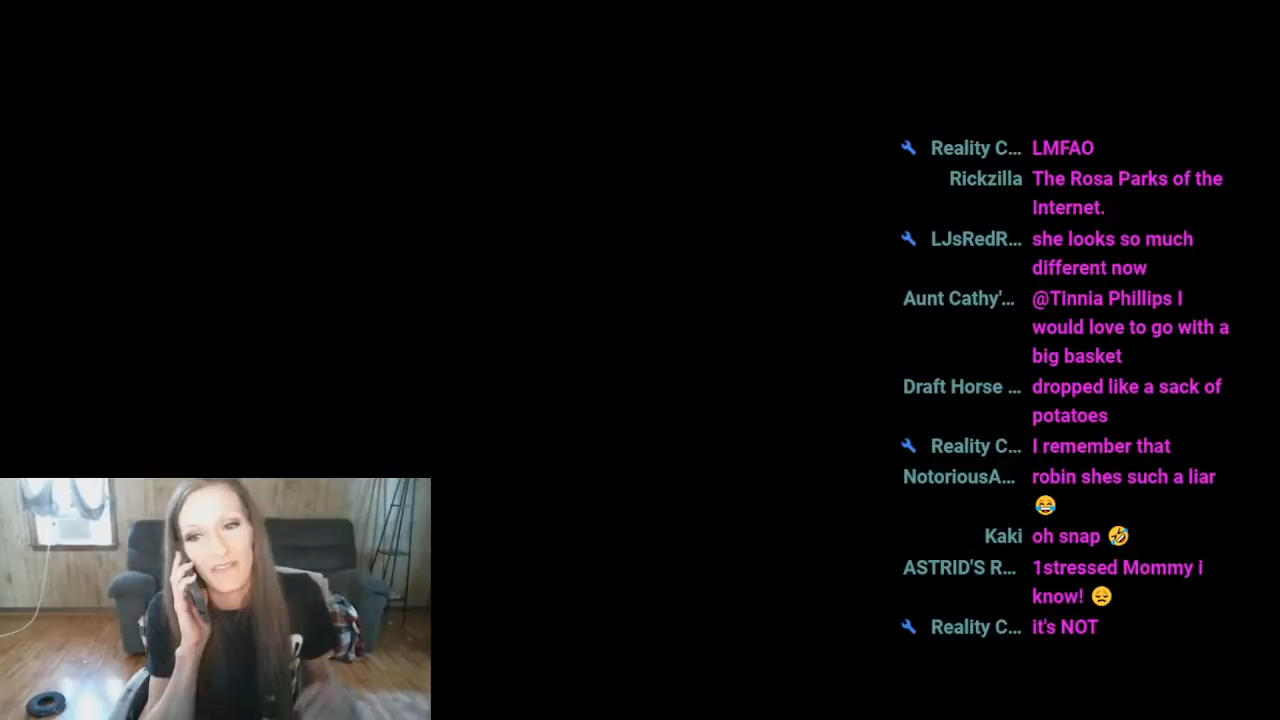 Reality C... LMFAO
Rickzilla The Rosa Parks of the
Internet.
LJsRedR... she looks so much
different now
Aunt Cathy'... @Tinnia Phillips I
would love to go with a
big basket
Draft Horse ... dropped like a sack of
potatoes
Reality C... I remember that
NotoriousA... robin shes such a liar
😂
Kaki oh snap 🤣
ASTRID'S R... 1stressed Mommy i
know! 😔
Reality C... it's NOT